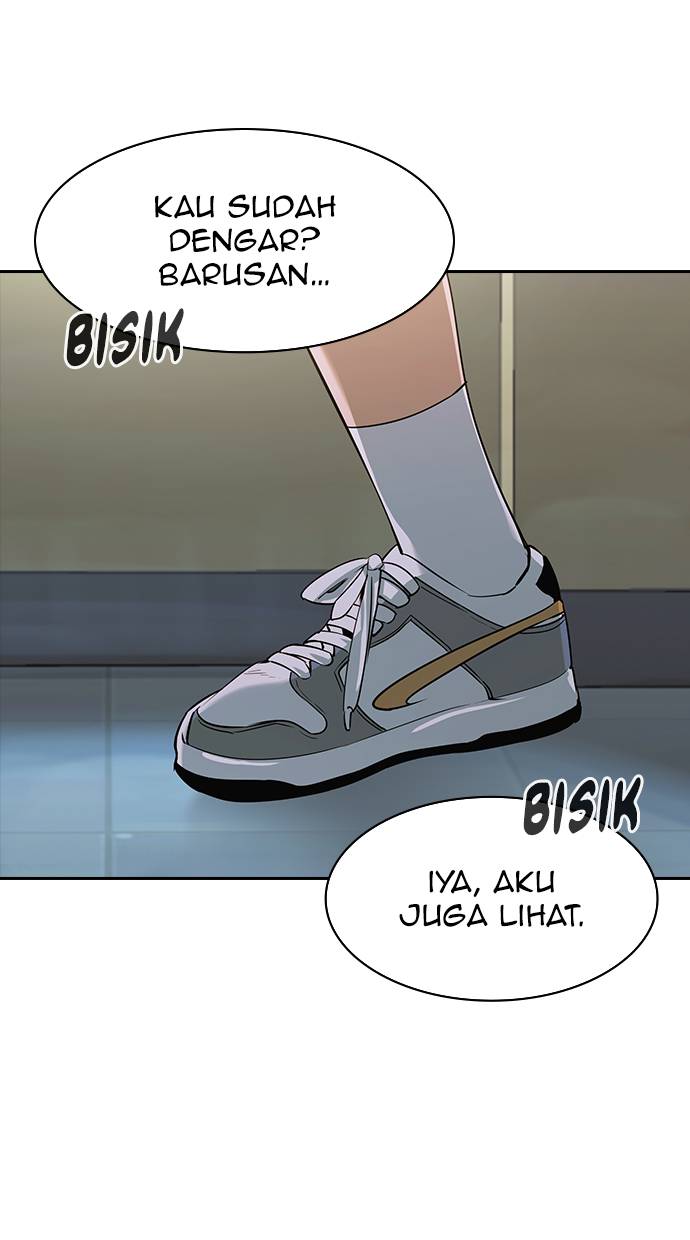 KAU SUDAH
DENGAR?
BARUSAN...
BISIK
BISIK
IYA, AKU
JUGA LIHAT.